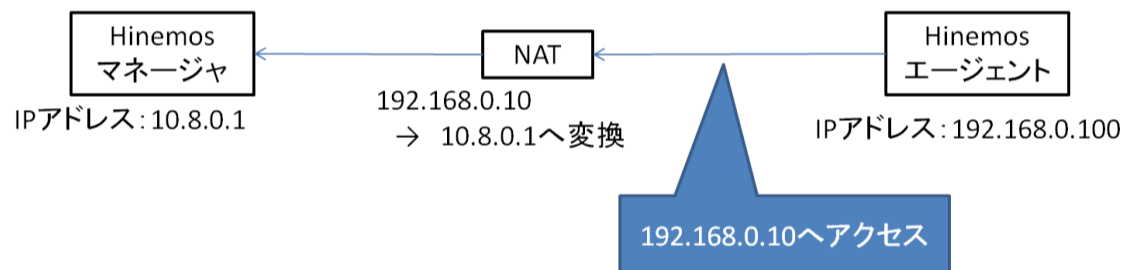 Hinemos
マネージャ
IPアドレス:10.8.0.1
NAT
192.168.0.10
→ 10.8.0.1へ変換
Hinemos
エージェント
IPアドレス:192.168.0.100
192.168.0.10へアクセス